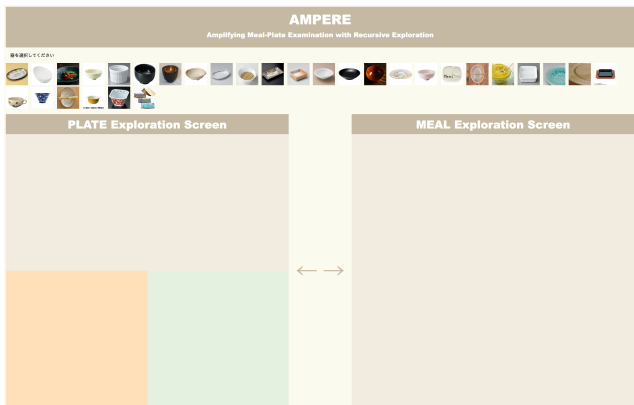 AMPERE
Amplifying Meal-Plate Examination with Recursive Exploration
器を選択してください
PLATE Exploration Screen
MEAL Exploration Screen